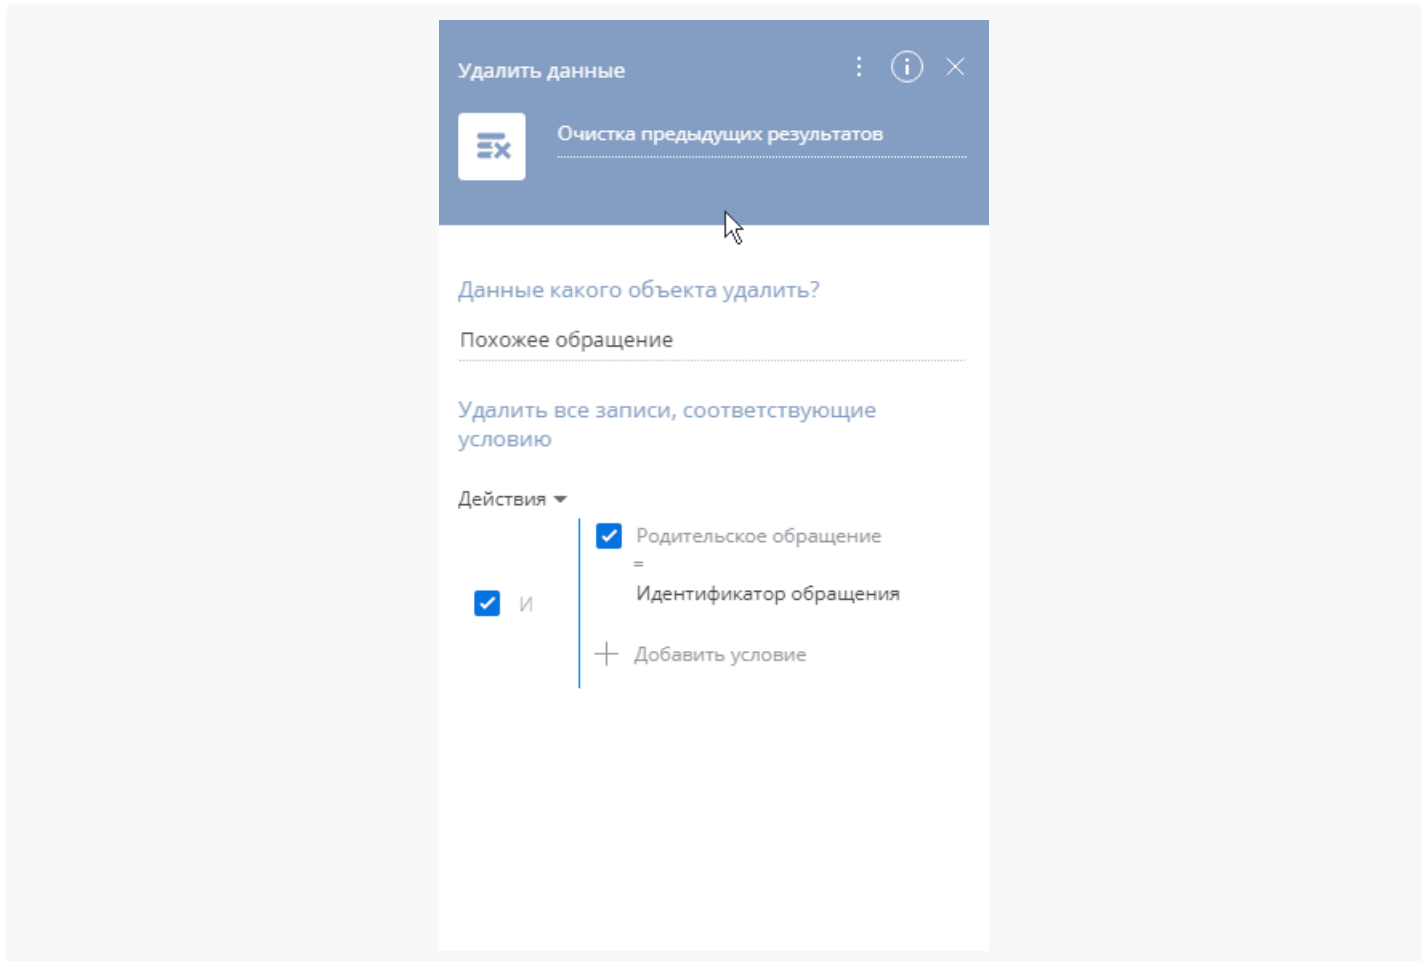 Удалить данные
Очистка предыдущих результатов
Данные какого объекта удалить?
Похожее обращение
Удалить все записи, соответствующие
условию
Действия
Родительское обращение
=
Идентификатор обращения
И
Добавить условие